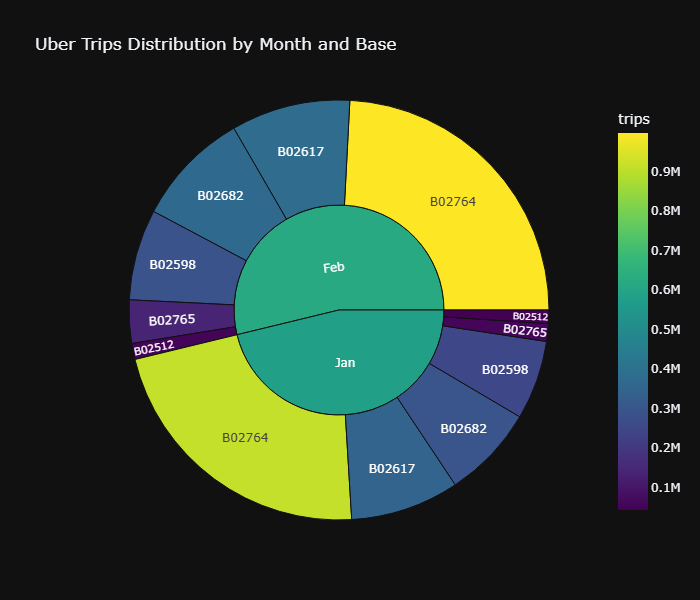 Uber Trips Distribution by Month and Base
trips
0.9M
0.8M
0.7M
0.6M
0.5M
0.4M
0.3M
0.2M
0.1M
Feb
B02764
B02617
B02682
B02598
B02765
B02512
Jan
B02764
B02617
B02682
B02598
B02765
B02512